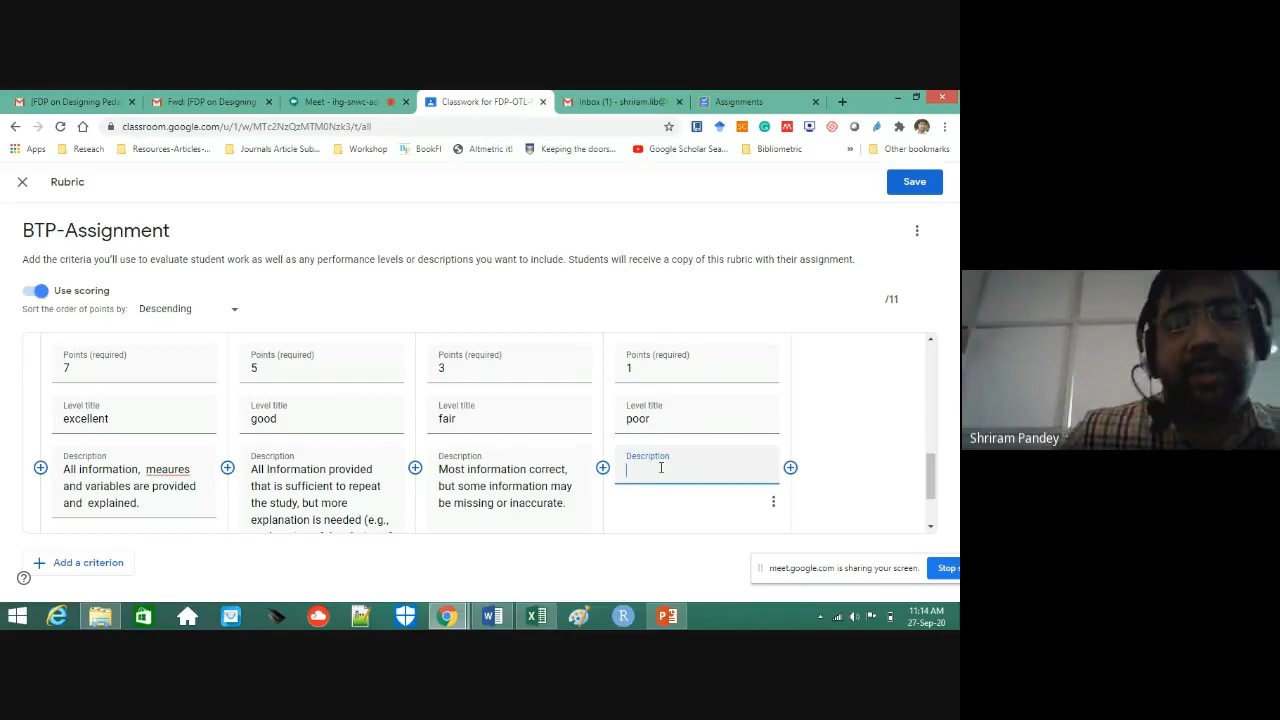 [FDP on Designing Peda
Fwd: [FDP on Designing
Meet - ihg-snwc-ad
Classwork for FDP-OTL-
Inbox (1) - shriram.lib@
Assignments
classroom.google.com/u/1/w/MTc2NzQzMTM0Nzk3/t/all
Apps
Reseach
Resources-Articles-...
Journals Article Sub...
Workshop
BookFI
Altmetric it!
Keeping the doors...
Google Scholar Sea...
Bibliometric
»
Other bookmarks
Rubric
Save
BTP-Assignment
Add the criteria you'll use to evaluate student work as well as any performance levels or descriptions you want to include. Students will receive a copy of this rubric with their assignment.
Use scoring
Sort the order of points by: Descending
/11
Points (required)
7
Points (required)
5
Points (required)
3
Points (required)
1
Level title
excellent
Level title
good
Level title
fair
Level title
poor
Description
All information, meaures
and variables are provided
and explained.
Description
All Information provided
that is sufficient to repeat
the study, but more
explanation is needed (e.g.,
Description
Most information correct,
but some information may
be missing or inaccurate.
Description
Add a criterion
meet.google.com is sharing your screen.
Stop
11:14 AM
27-Sep-20
Shriram Pandey